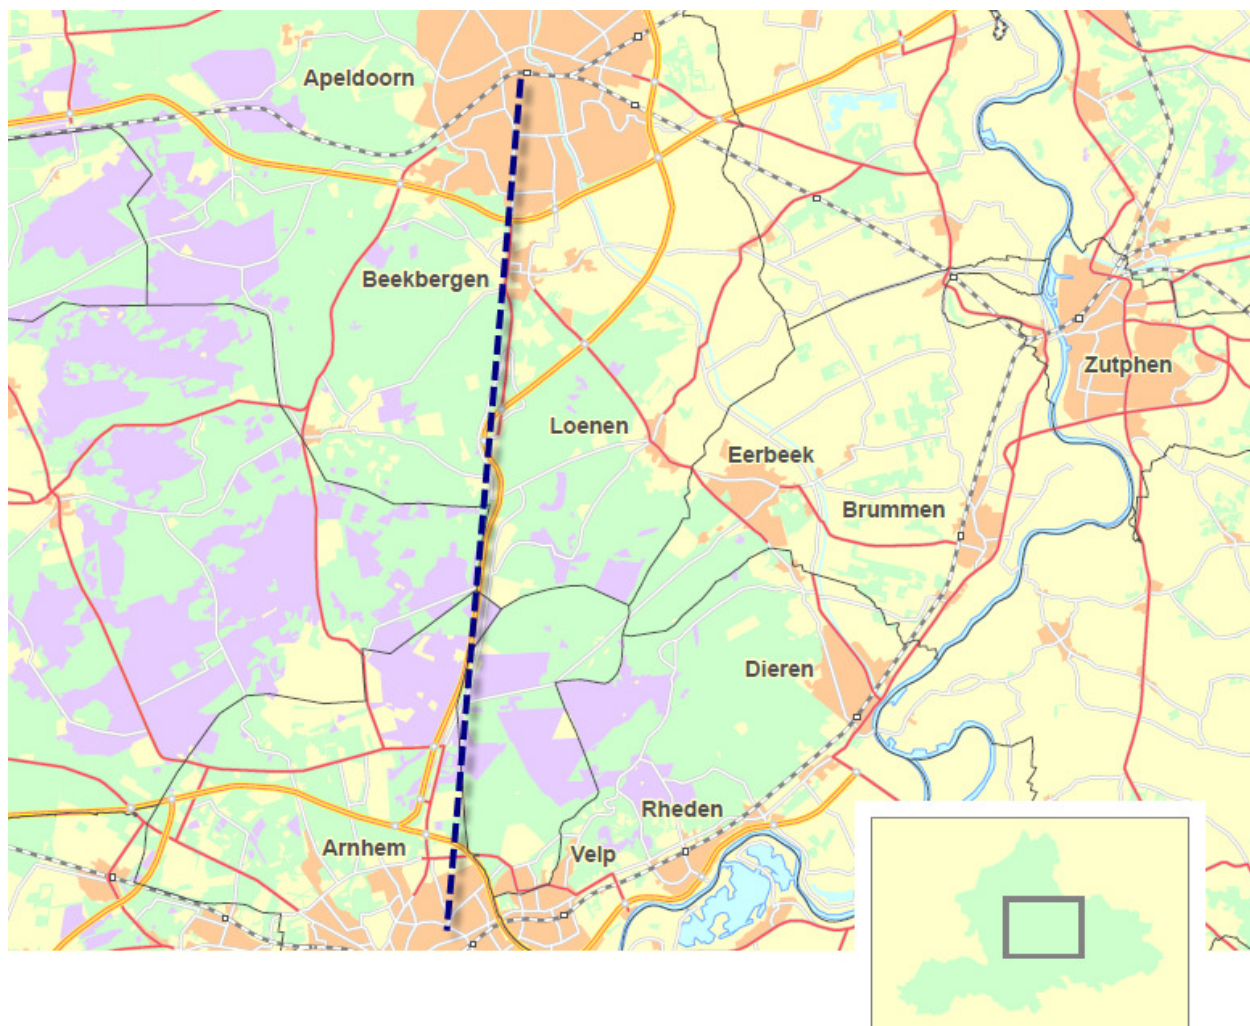 Apeldoorn
Beekbergen
Zutphen
Loenen
Eerbeek
Brummen
Dieren
Rheden
Arnhem
Velp